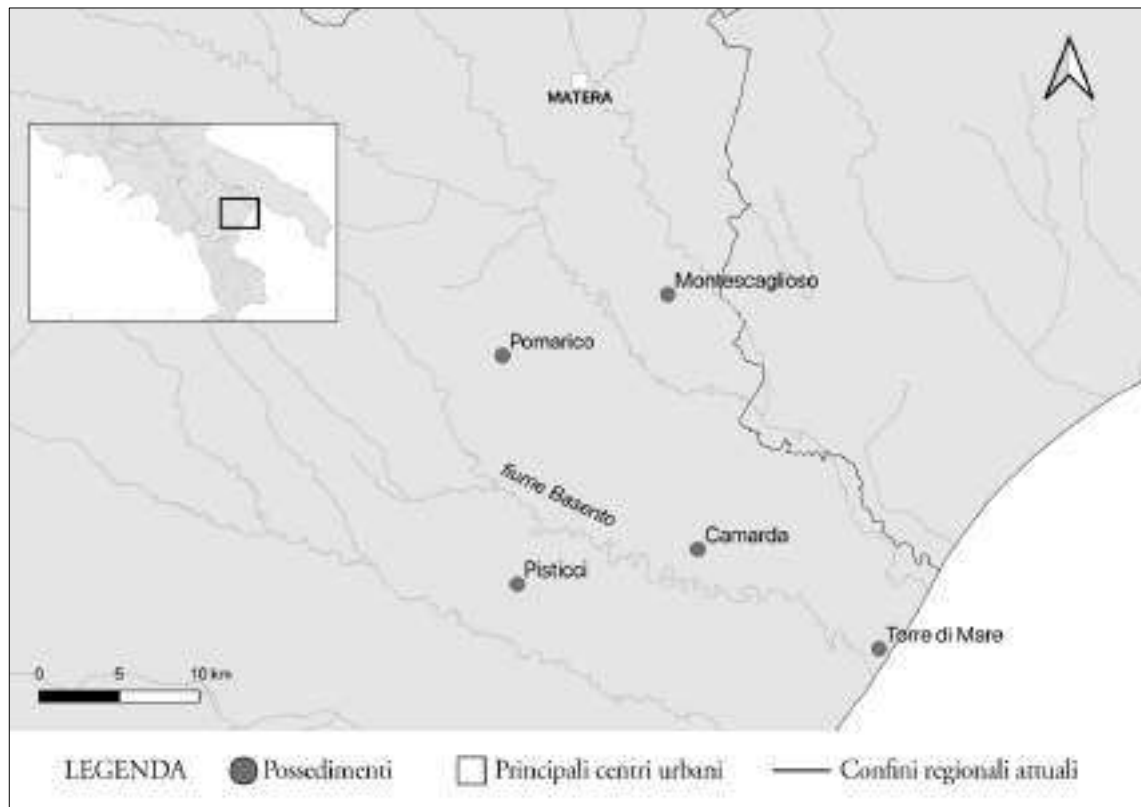 MATERA
Montescaglioso
Pomarico
fiume Basento
Camarda
Pisticci
Torre di Mare
0 5 10 km
LEGENDA Possedimenti Principali centri urbani Confini regionali attuali